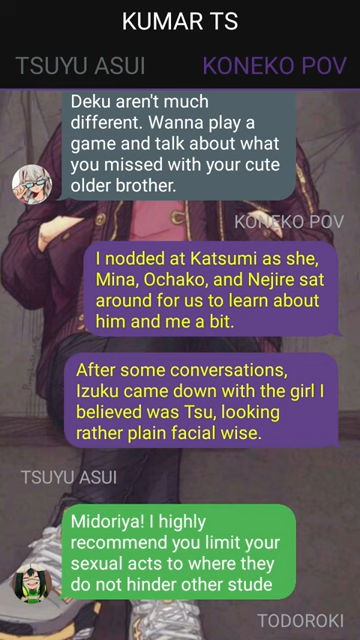 KUMAR TS
TSUYU ASUI
KONEKO POV
Deku aren't much
different. Wanna play a
game and talk about what
you missed with your cute
older brother.
KONEKO POV
I nodded at Katsumi as she,
Mina, Ochako, and Nejire sat
around for us to learn about
him and me a bit.
After some conversations,
Izuku came down with the girl I
believed was Tsu, looking
rather plain facial wise.
TSUYU ASUI
Midoriya! I highly
recommend you limit your
sexual acts to where they
do not hinder other stude
TODOROKI